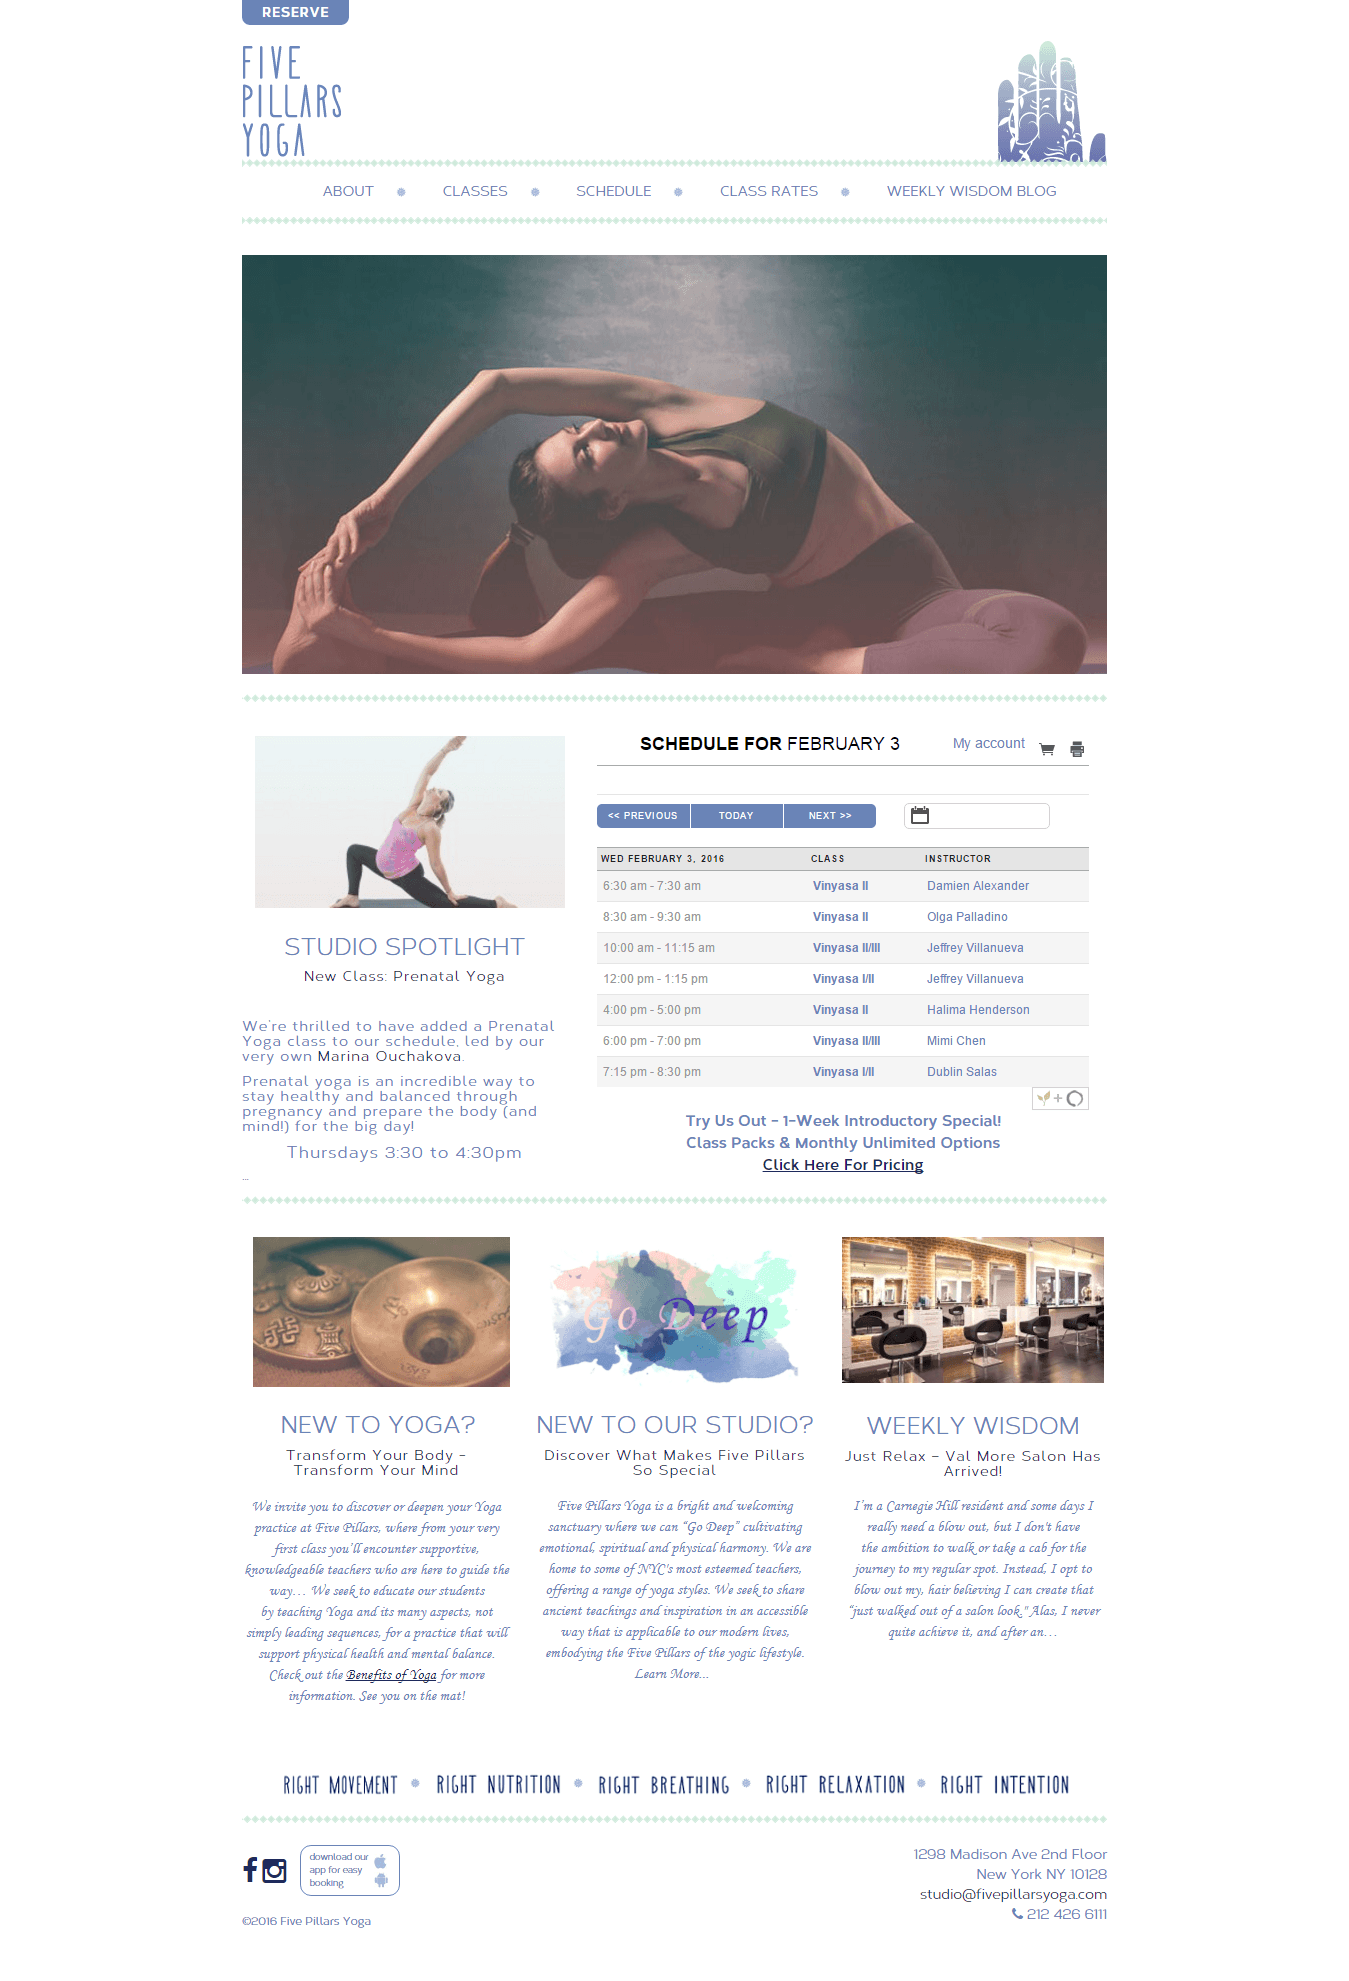 RESERVE
FIVE
PILLARS
YOGA
ABOUT CLASSES SCHEDULE CLASS RATES WEEKLY WISDOM BLOG
SCHEDULE FOR FEBRUARY 3 My account
<< PREVIOUS TODAY NEXT >>
WED FEBRUARY 3, 2016 CLASS INSTRUCTOR
6:30 am - 7:30 am Vinyasa II Damien Alexander
8:30 am - 9:30 am Vinyasa II Olga Palladino
10:00 am - 11:15 am Vinyasa II/III Jeffrey Villanueva
12:00 pm - 1:15 pm Vinyasa I/II Jeffrey Villanueva
4:00 pm - 5:00 pm Vinyasa II Halima Henderson
6:00 pm - 7:00 pm Vinyasa II/III Mimi Chen
7:15 pm - 8:30 pm Vinyasa I/II Dublin Salas
Try Us Out - 1-Week Introductory Special!
Class Packs & Monthly Unlimited Options
Click Here For Pricing
STUDIO SPOTLIGHT
New Class: Prenatal Yoga
We're thrilled to have added a Prenatal
Yoga class to our schedule, led by our
very own Marina Ouchakova.
Prenatal yoga is an incredible way to
stay healthy and balanced through
pregnancy and prepare the body (and
mind!) for the big day!
Thursdays 3:30 to 4:30pm
...
NEW TO YOGA?
Transform Your Body -
Transform Your Mind
We invite you to discover or deepen your Yoga
practice at Five Pillars, where from your very
first class you'll encounter supportive,
knowledgeable teachers who are here to guide the
way… We seek to educate our students
by teaching Yoga and its many aspects, not
simply leading sequences, for a practice that will
support physical health and mental balance.
Check out the Benefits of Yoga for more
information. See you on the mat!
Go Deep
NEW TO OUR STUDIO?
Discover What Makes Five Pillars
So Special
Five Pillars Yoga is a bright and welcoming
sanctuary where we can “Go Deep” cultivating
emotional, spiritual and physical harmony. We are
home to some of NYC's most esteemed teachers,
offering a range of yoga styles. We seek to share
ancient teachings and inspiration in an accessible
way that is applicable to our modern lives,
embodying the Five Pillars of the yogic lifestyle.
Learn More...
WEEKLY WISDOM
Just Relax – Val More Salon Has
Arrived!
I’m a Carnegie Hill resident and some days I
really need a blow out, but I don't have
the ambition to walk or take a cab for the
journey to my regular spot. Instead, I opt to
blow out my, hair believing I can create that
“just walked out of a salon look." Alas, I never
quite achieve it, and after an…
RIGHT MOVEMENT RIGHT NUTRITION RIGHT BREATHING RIGHT RELAXATION RIGHT INTENTION
download our
app for easy
booking
©2016 Five Pillars Yoga
1298 Madison Ave 2nd Floor
New York NY 10128
studio@fivepillarsyoga.com
212 426 6111